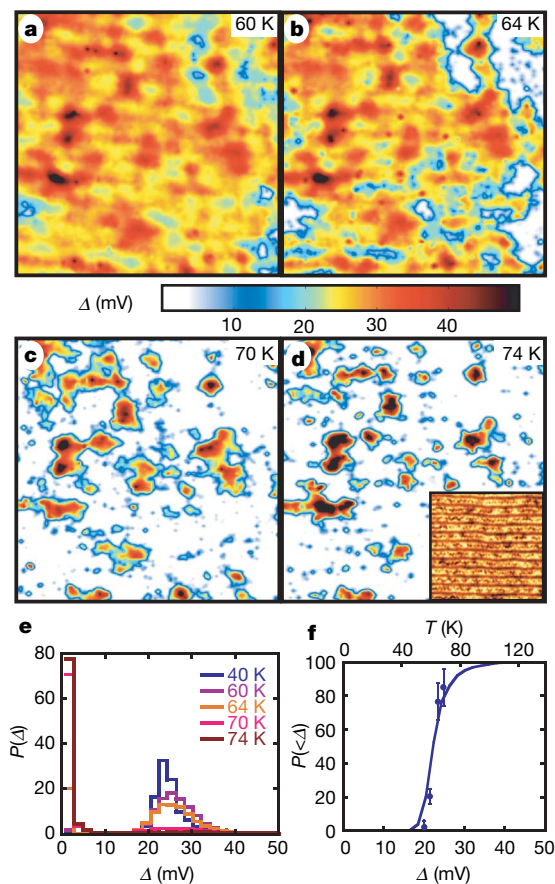 a 60 K
b 64 K
Δ (mV)
10 20 30 40
c 70 K
d 74 K
e
80
60
40
20
0
P(Δ)
40 K
60 K
64 K
70 K
74 K
0 10 20 30 40 50
Δ (mV)
f
T (K)
0 40 80 120
100
80
60
40
20
0
P(<Δ)
0 10 20 30 40 50
Δ (mV)